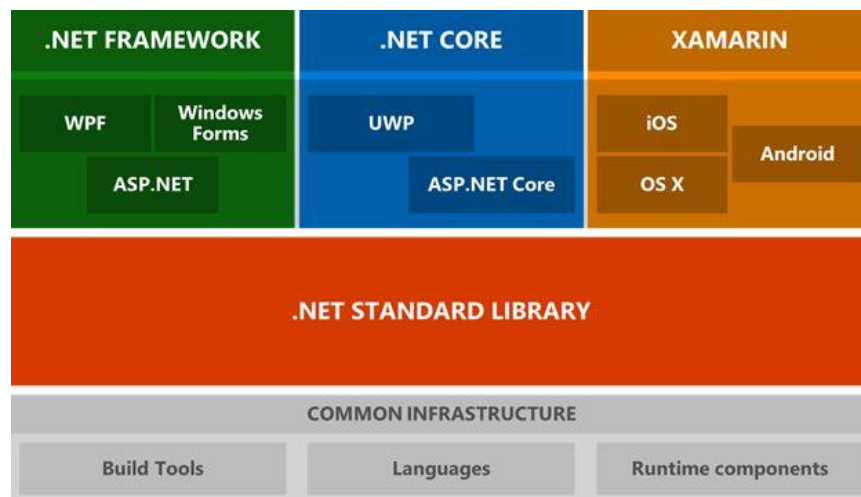 .NET FRAMEWORK
.NET CORE
XAMARIN
WPF
Windows
Forms
ASP.NET
UWP
ASP.NET Core
iOS
Android
OS X
.NET STANDARD LIBRARY
COMMON INFRASTRUCTURE
Build Tools
Languages
Runtime components